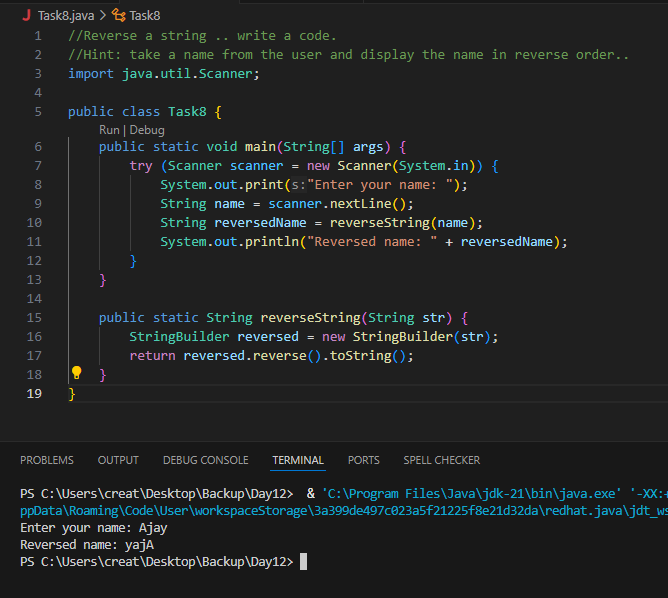 Task8.java > Task8
1 //Reverse a string .. write a code.
2 //Hint: take a name from the user and display the name in reverse order..
3 import java.util.Scanner;
4
5 public class Task8 {
Run | Debug
6 public static void main(String[] args) {
7 try (Scanner scanner = new Scanner(System.in)) {
8 System.out.print(s:"Enter your name: ");
9 String name = scanner.nextLine();
10 String reversedName = reverseString(name);
11 System.out.println("Reversed name: " + reversedName);
12 }
13 }
14
15 public static String reverseString(String str) {
16 StringBuilder reversed = new StringBuilder(str);
17 return reversed.reverse().toString();
18 }
19 }
PROBLEMS OUTPUT DEBUG CONSOLE TERMINAL PORTS SPELL CHECKER
PS C:\Users\creat\Desktop\Backup\Day12> & 'C:\Program Files\Java\jdk-21\bin\java.exe' '-XX:+
ppData\Roaming\Code\User\workspaceStorage\3a399de497c023a5f21225f8e21d32da\redhat.java\jdt_ws
Enter your name: Ajay
Reversed name: yajA
PS C:\Users\creat\Desktop\Backup\Day12>